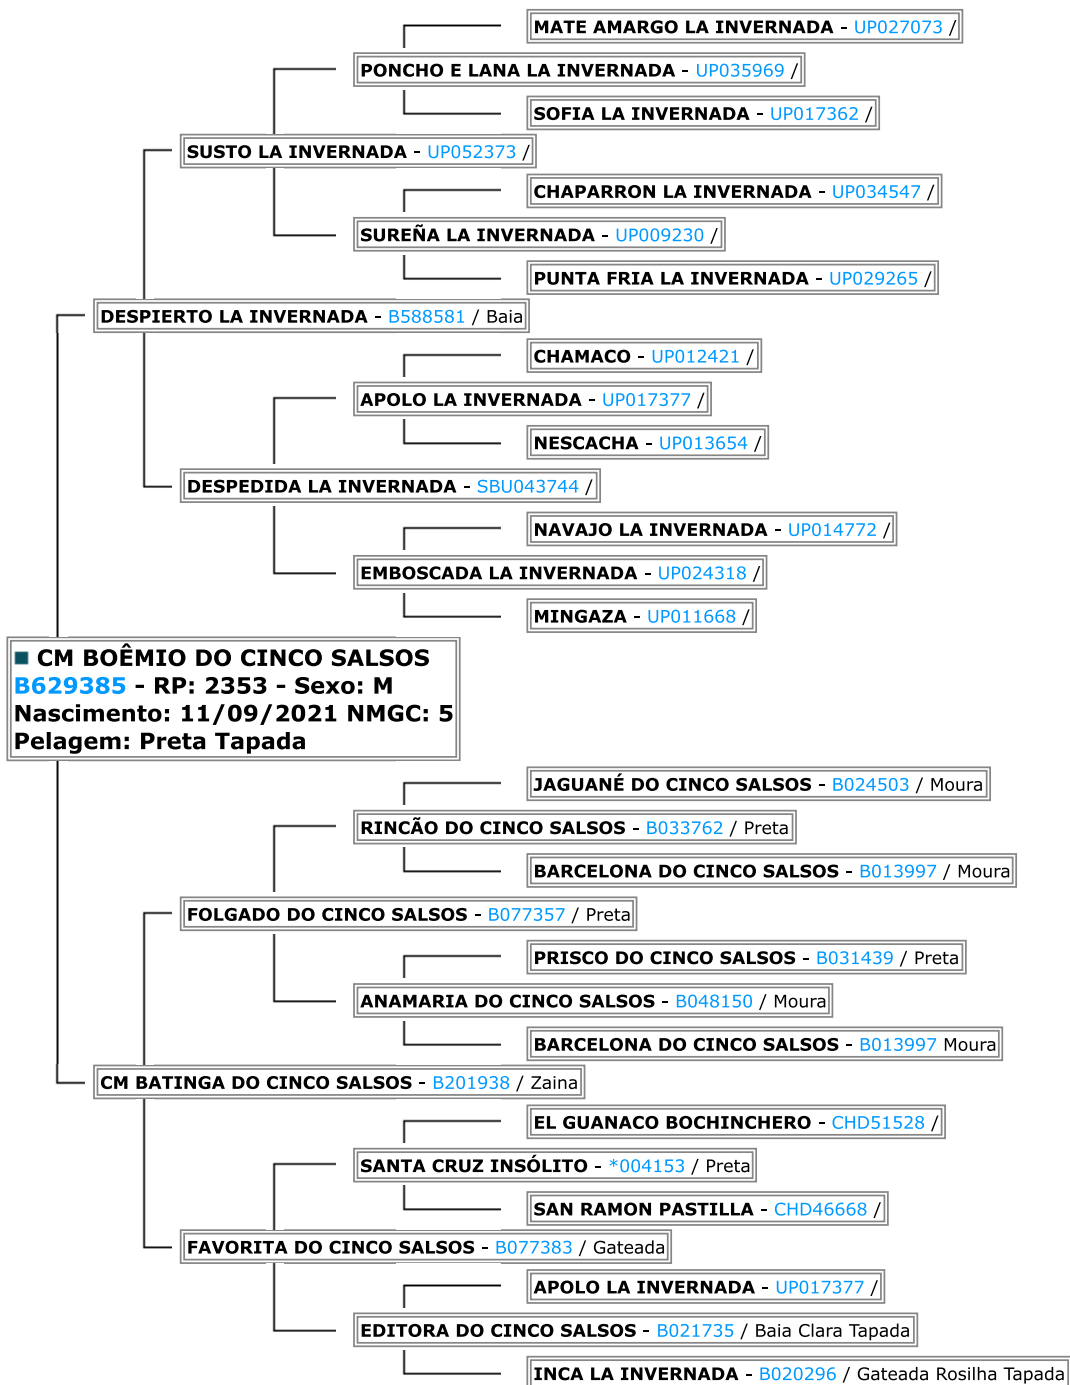 MATE AMARGO LA INVERNADA - UP027073 /
PONCHO E LANA LA INVERNADA - UP035969 /
SOFIA LA INVERNADA - UP017362 /
SUSTO LA INVERNADA - UP052373 /
CHAPARRON LA INVERNADA - UP034547 /
SUREÑA LA INVERNADA - UP009230 /
PUNTA FRIA LA INVERNADA - UP029265 /
DESPIERTO LA INVERNADA - B588581 / Baia
CHAMACO - UP012421 /
APOLO LA INVERNADA - UP017377 /
NESCACHA - UP013654 /
DESPEDIDA LA INVERNADA - SBU043744 /
NAVAJO LA INVERNADA - UP014772 /
EMBOSCADA LA INVERNADA - UP024318 /
MINGAZA - UP011668 /
■ CM BOÊMIO DO CINCO SALSOS
B629385 - RP: 2353 - Sexo: M
Nascimento: 11/09/2021 NMGC: 5
Pelagem: Preta Tapada
JAGUANÉ DO CINCO SALSOS - B024503 / Moura
RINCÃO DO CINCO SALSOS - B033762 / Preta
BARCELONA DO CINCO SALSOS - B013997 / Moura
FOLGADO DO CINCO SALSOS - B077357 / Preta
PRISCO DO CINCO SALSOS - B031439 / Preta
ANAMARIA DO CINCO SALSOS - B048150 / Moura
BARCELONA DO CINCO SALSOS - B013997 Moura
CM BATINGA DO CINCO SALSOS - B201938 / Zaina
EL GUANACO BOCHINCHERO - CHD51528 /
SANTA CRUZ INSÓLITO - *004153 / Preta
SAN RAMON PASTILLA - CHD46668 /
FAVORITA DO CINCO SALSOS - B077383 / Gateada
APOLO LA INVERNADA - UP017377 /
EDITORA DO CINCO SALSOS - B021735 / Baia Clara Tapada
INCA LA INVERNADA - B020296 / Gateada Rosilha Tapada